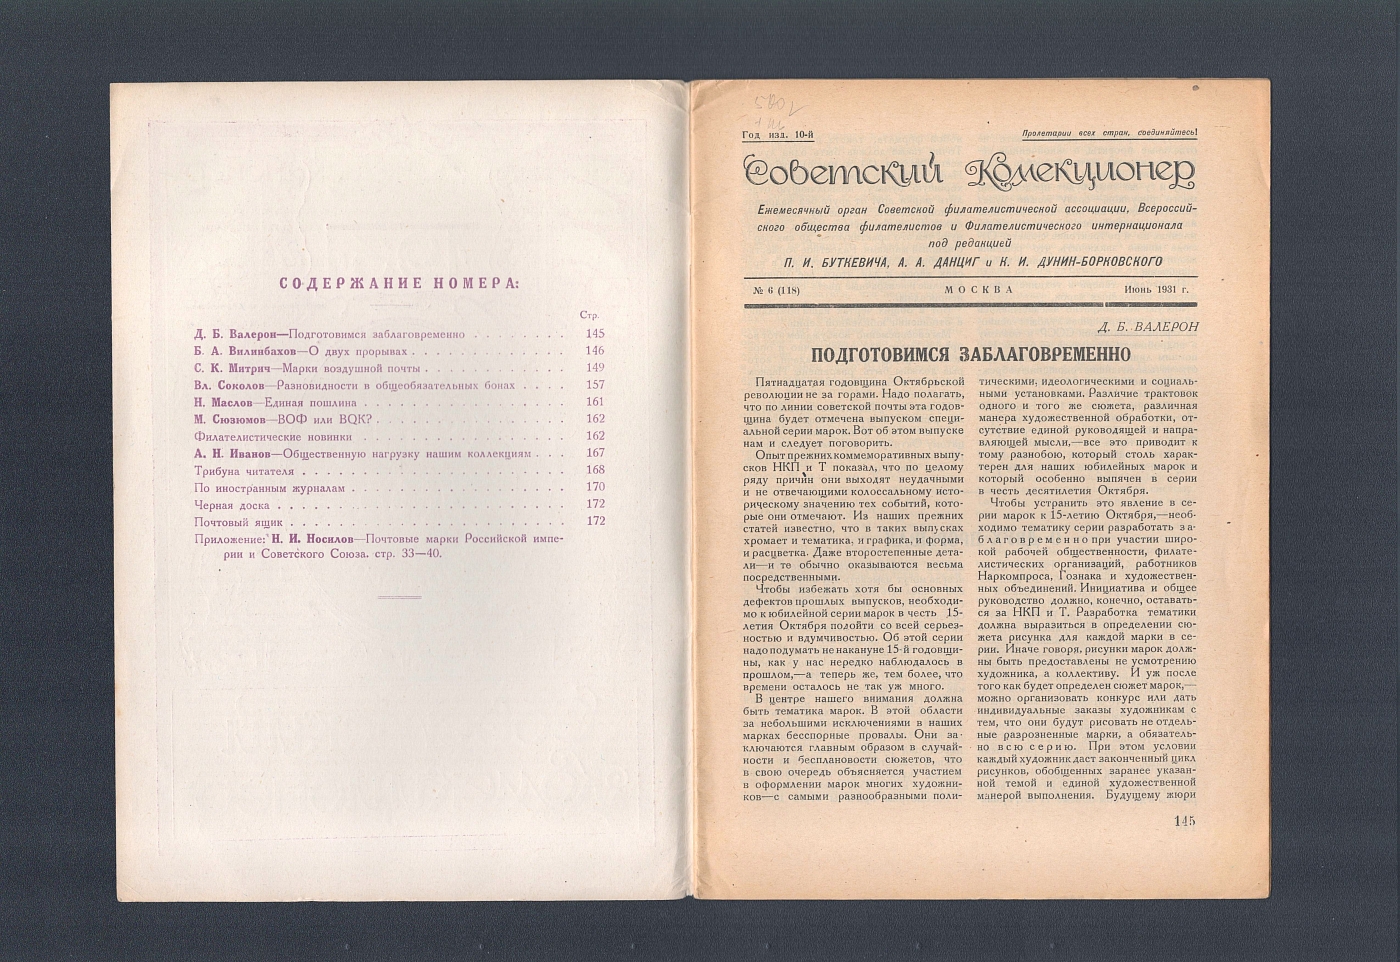 СОДЕРЖАНИЕ НОМЕРА:
Стр.
Д. Б. Валерон—Подготовимся заблаговременно . . . . . . . 145
Б. А. Вилинбахов—О двух прорывах . . . . . . . . . . . . 146
С. К. Митрич—Марки воздушной почты . . . . . . . . . . . 149
Вл. Соколов—Разновидности в общеобязательных бонах . . . . 157
Н. Маслов—Единая пошлина . . . . . . . . . . . . . . . . 161
М. Сюзюмов—ВОФ или ВОК? . . . . . . . . . . . . . . . . 162
Филателистические новинки . . . . . . . . . . . . . . . . 162
А. Н. Иванов—Общественную нагрузку нашим коллекциям . . . 167
Трибуна читателя . . . . . . . . . . . . . . . . . . . . 168
По иностранным журналам . . . . . . . . . . . . . . . . . 170
Черная доска . . . . . . . . . . . . . . . . . . . . . . 172
Почтовый ящик . . . . . . . . . . . . . . . . . . . . . 172
Приложение: Н. И. Носилов—Почтовые марки Российской импе-
рии и Советского Союза. стр. 33—40.
Год изд. 10-й
Пролетарии всех стран, соединяйтесь!
Советский Коллекционер
Ежемесячный орган Советской филателистической ассоциации, Всероссий-
ского общества филателистов и Филателистического интернационала
под редакцией
П. И. БУТКЕВИЧА, А. А. ДАНЦИГ и К. И. ДУНИН-БОРКОВСКОГО
№ 6 (118) МОСКВА Июнь 1931 г.
Д. Б. ВАЛЕРОН
ПОДГОТОВИМСЯ ЗАБЛАГОВРЕМЕННО
Пятнадцатая годовщина Октябрьской
революции не за горами. Надо полагать,
что по линии советской почты эта годов-
щина будет отмечена выпуском специ-
альной серии марок. Вот об этом выпуске
нам и следует поговорить.
Опыт прежних коммеморативных выпу-
сков НКП и Т показал, что по целому
ряду причин они выходят неудачными
и не отвечающими колоссальному исто-
рическому значению тех событий, кото-
рые они отмечают. Из наших прежних
статей известно, что в таких выпусках
хромает и тематика, и графика, и форма,
и расцветка. Даже второстепенные дета-
ли—и те обычно оказываются весьма
посредственными.
Чтобы избежать хотя бы основных
дефектов прошлых выпусков, необходи-
мо к юбилейной серии марок в честь 15-
летия Октября подойти со всей серьез-
ностью и вдумчивостью. Об этой серии
надо подумать не накануне 15-й годовщи-
ны, как у нас нередко наблюдалось в
прошлом,—а теперь же, тем более, что
времени осталось не так уж много.
В центре нашего внимания должна
быть тематика марок. В этой области
за небольшими исключениями в наших
марках бесспорные провалы. Они за-
ключаются главным образом в случай-
ности и бесплановости сюжетов, что
в свою очередь объясняется участием
в оформлении марок многих художни-
ков—с самыми разнообразными поли-
тическими, идеологическими и социаль-
ными установками. Различие трактовок
одного и того же сюжета, различная
манера художественной обработки, от-
сутствие единой руководящей и напра-
вляющей мысли,—все это приводит к
тому разнобою, который столь харак-
терен для наших юбилейных марок и
который особенно выпячен в серии
в честь десятилетия Октября.
Чтобы устранить это явление в се-
рии марок к 15-летию Октября,—необ-
ходимо тематику серии разработать за-
благовременно при участии широ-
кой рабочей общественности, филате-
листических организаций, работников
Наркомпроса, Гознака и художествен-
ных объединений. Инициатива и общее
руководство должно, конечно, оставать-
ся за НКП и Т. Разработка тематики
должна выразиться в определении сю-
жета рисунка для каждой марки в се-
рии. Иначе говоря, рисунки марок долж-
ны быть предоставлены не усмотрению
художника, а коллективу. И уж после
того как будет определен сюжет марок,—
можно организовать конкурс или дать
индивидуальные заказы художникам с
тем, что они будут рисовать не отдель-
ные разрозненные марки, а обязатель-
но всю серию. При этом условии
каждый художник даст законченный цикл
рисунков, обобщенных заранее указан-
ной темой и единой художественной
манерой выполнения. Будущему жюри
145